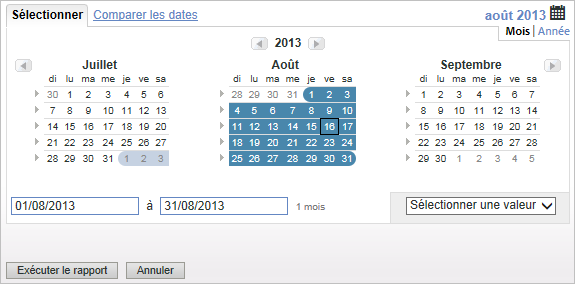 Sélectionner Comparer les dates août 2013
Mois | Année
2013
Juillet Août Septembre
di lu ma me je ve sa di lu ma me je ve sa di lu ma me je ve sa
30 1 2 3 4 5 6 28 29 30 31 1 2 3 1 2 3 4 5 6 7
7 8 9 10 11 12 13 4 5 6 7 8 9 10 8 9 10 11 12 13 14
14 15 16 17 18 19 20 11 12 13 14 15 16 17 15 16 17 18 19 20 21
21 22 23 24 25 26 27 18 19 20 21 22 23 24 22 23 24 25 26 27 28
28 29 30 31 1 2 3 25 26 27 28 29 30 31 29 30 1 2 3 4 5
01/08/2013 à 31/08/2013 1 mois Sélectionner une valeur
Exécuter le rapport Annuler